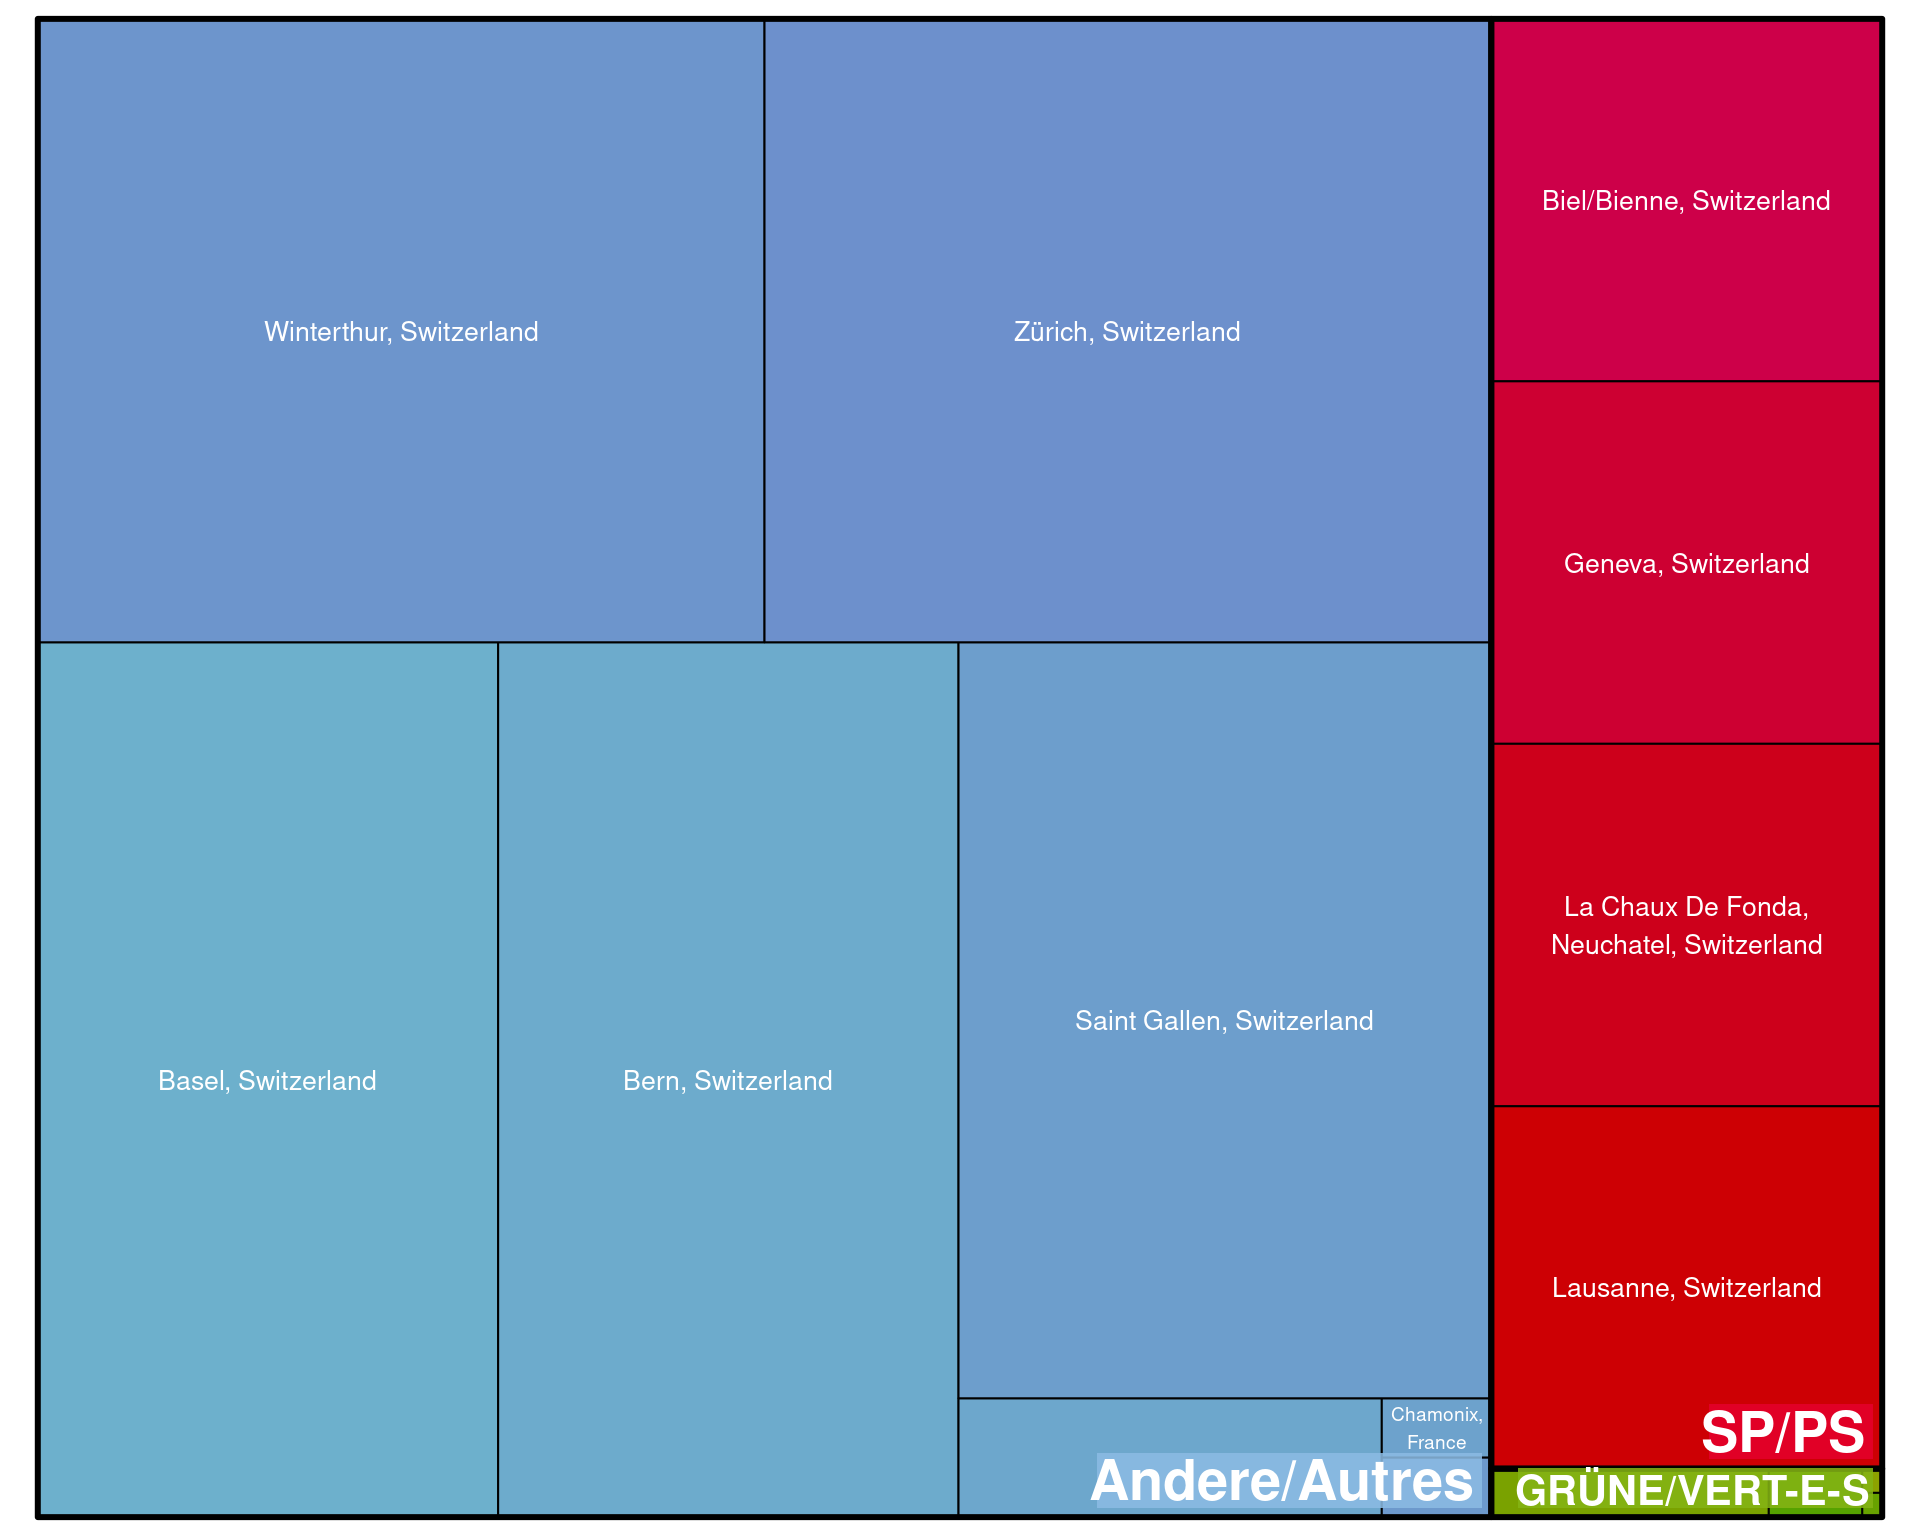 Winterthur, Switzerland
Zürich, Switzerland
Biel/Bienne, Switzerland
Geneva, Switzerland
La Chaux De Fonda,
Neuchatel, Switzerland
Saint Gallen, Switzerland
Basel, Switzerland
Bern, Switzerland
Lausanne, Switzerland
Chamonix,
France
SP/PS
Andere/Autres
GRÜNE/VERT-E-S